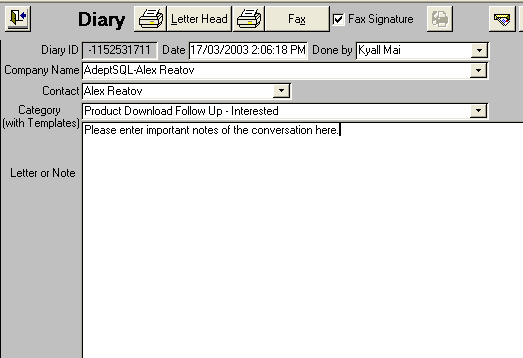 Diary Letter Head Fax Fax Signature
Diary ID -1152531711 Date 17/03/2003 2:06:18 PM Done by Kyall Mai
Company Name AdeptSQL-Alex Reatov
Contact Alex Reatov
Category Product Download Follow Up - Interested
(with Templates)
Please enter important notes of the conversation here.
Letter or Note